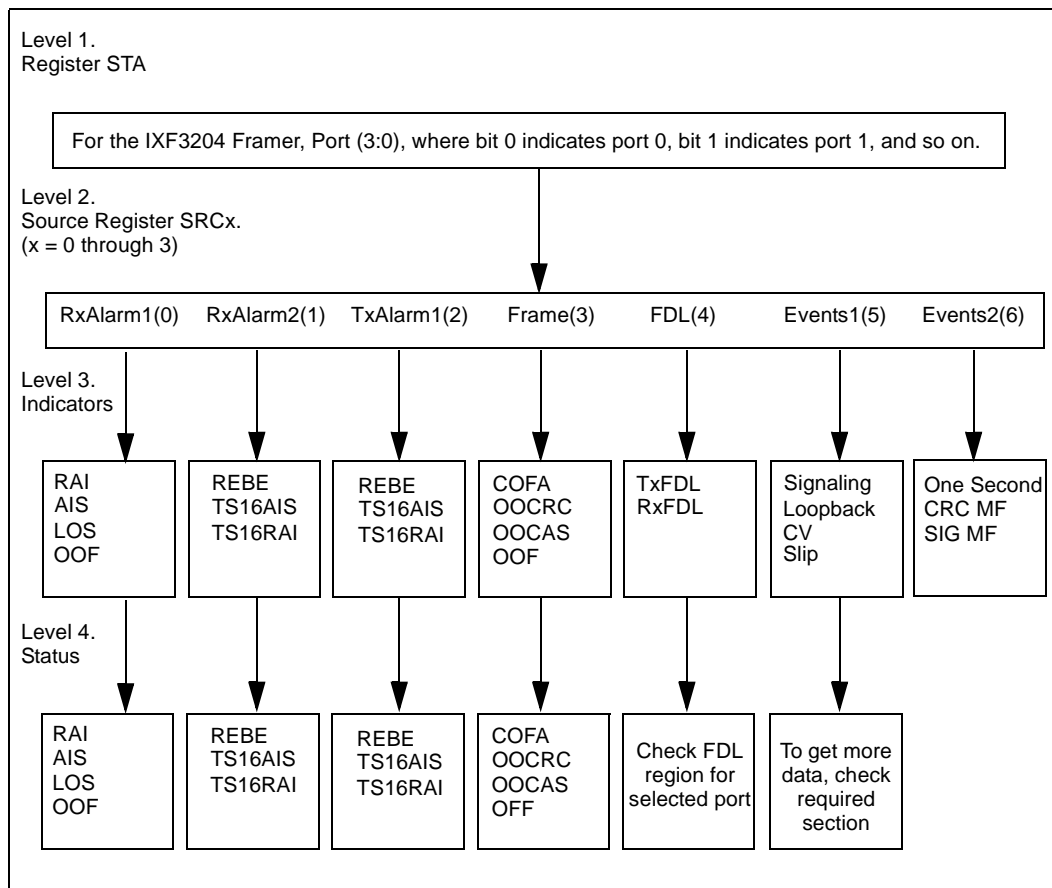 Level 1.
Register STA
For the IXF3204 Framer, Port (3:0), where bit 0 indicates port 0, bit 1 indicates port 1, and so on.
Level 2.
Source Register SRCx.
(x = 0 through 3)
RxAlarm1(0) RxAlarm2(1) TxAlarm1(2) Frame(3) FDL(4) Events1(5) Events2(6)
Level 3.
Indicators
RAI
AIS
LOS
OOF
REBE
TS16AIS
TS16RAI
REBE
TS16AIS
TS16RAI
COFA
OOCRC
OOCAS
OOF
TxFDL
RxFDL
Signaling
Loopback
CV
Slip
One Second
CRC MF
SIG MF
Level 4.
Status
RAI
AIS
LOS
OOF
REBE
TS16AIS
TS16RAI
REBE
TS16AIS
TS16RAI
COFA
OOCRC
OOCAS
OFF
Check FDL
region for
selected port
To get more
data, check
required
section